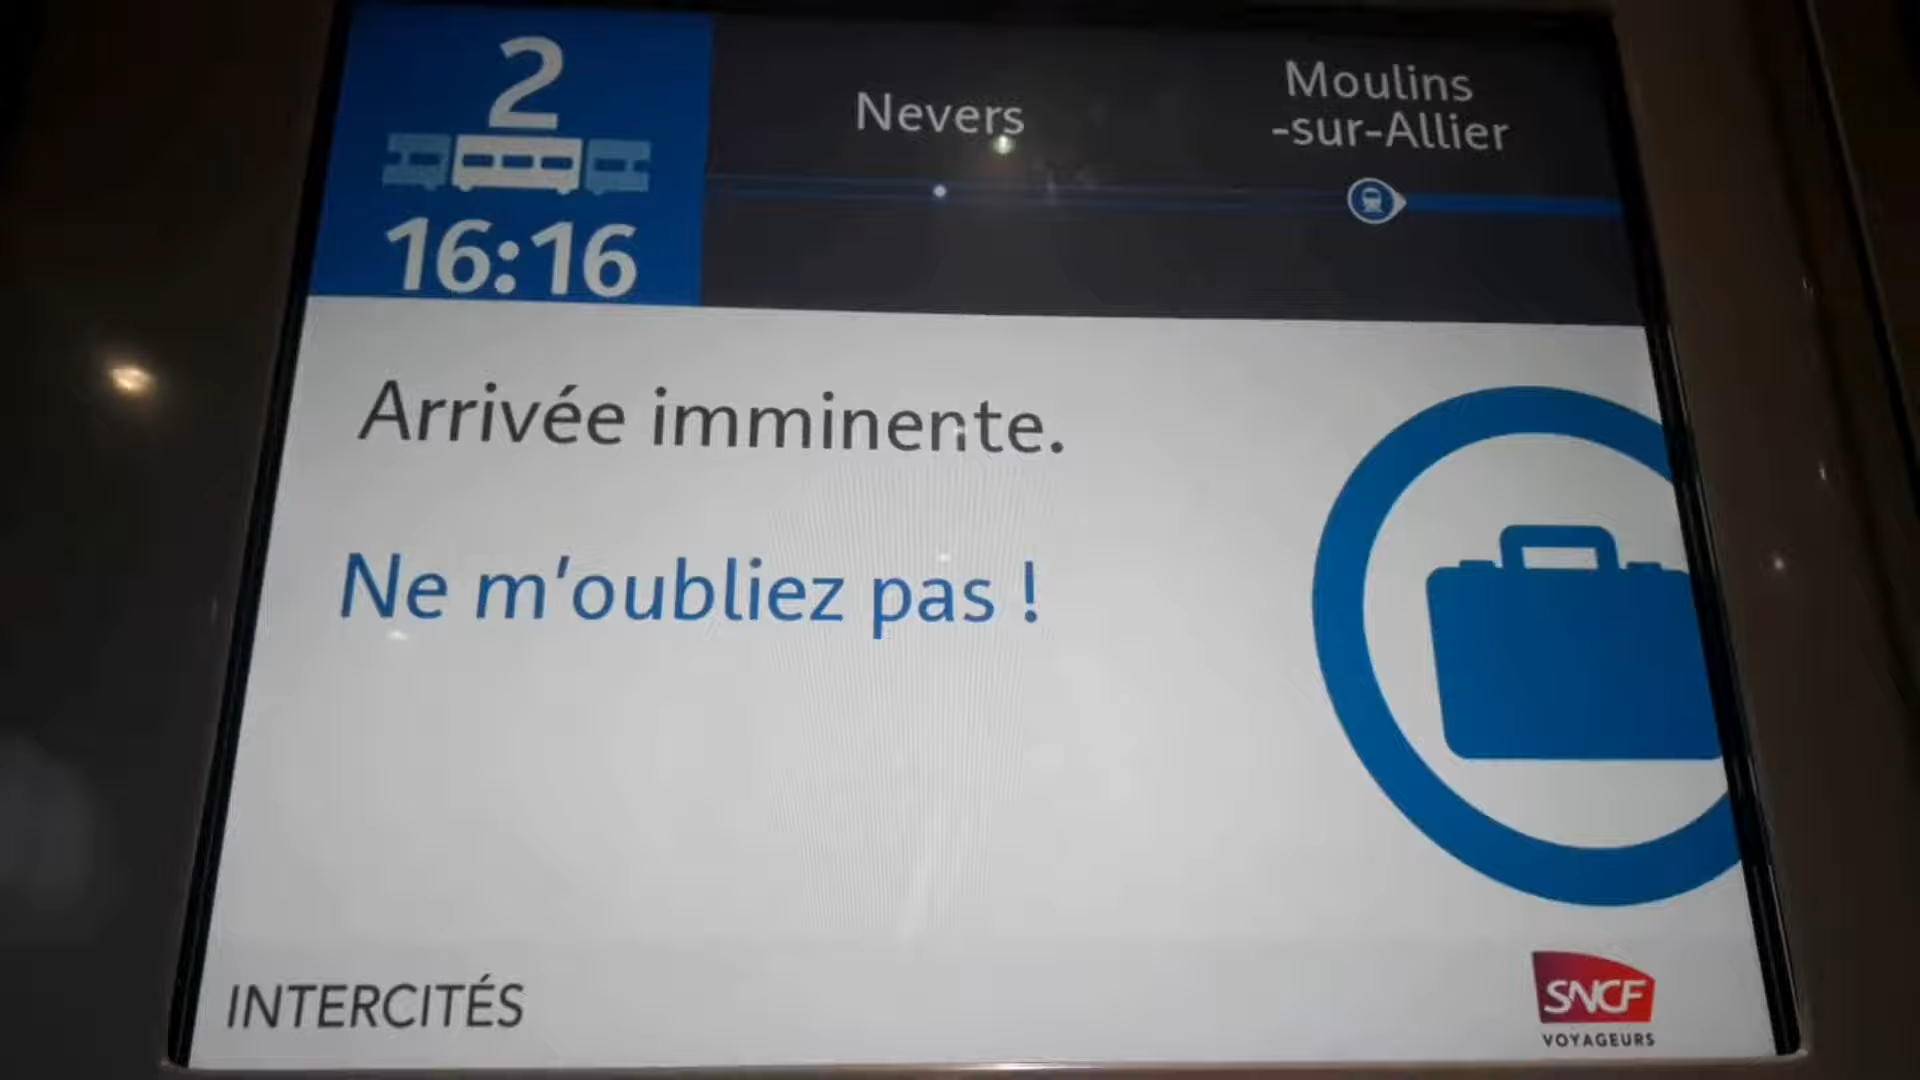 2
16:16
Nevers
Moulins
-sur-Allier
Arrivée imminente.
Ne m'oubliez pas !
INTERCITÉS
SNCF
VOYAGEURS